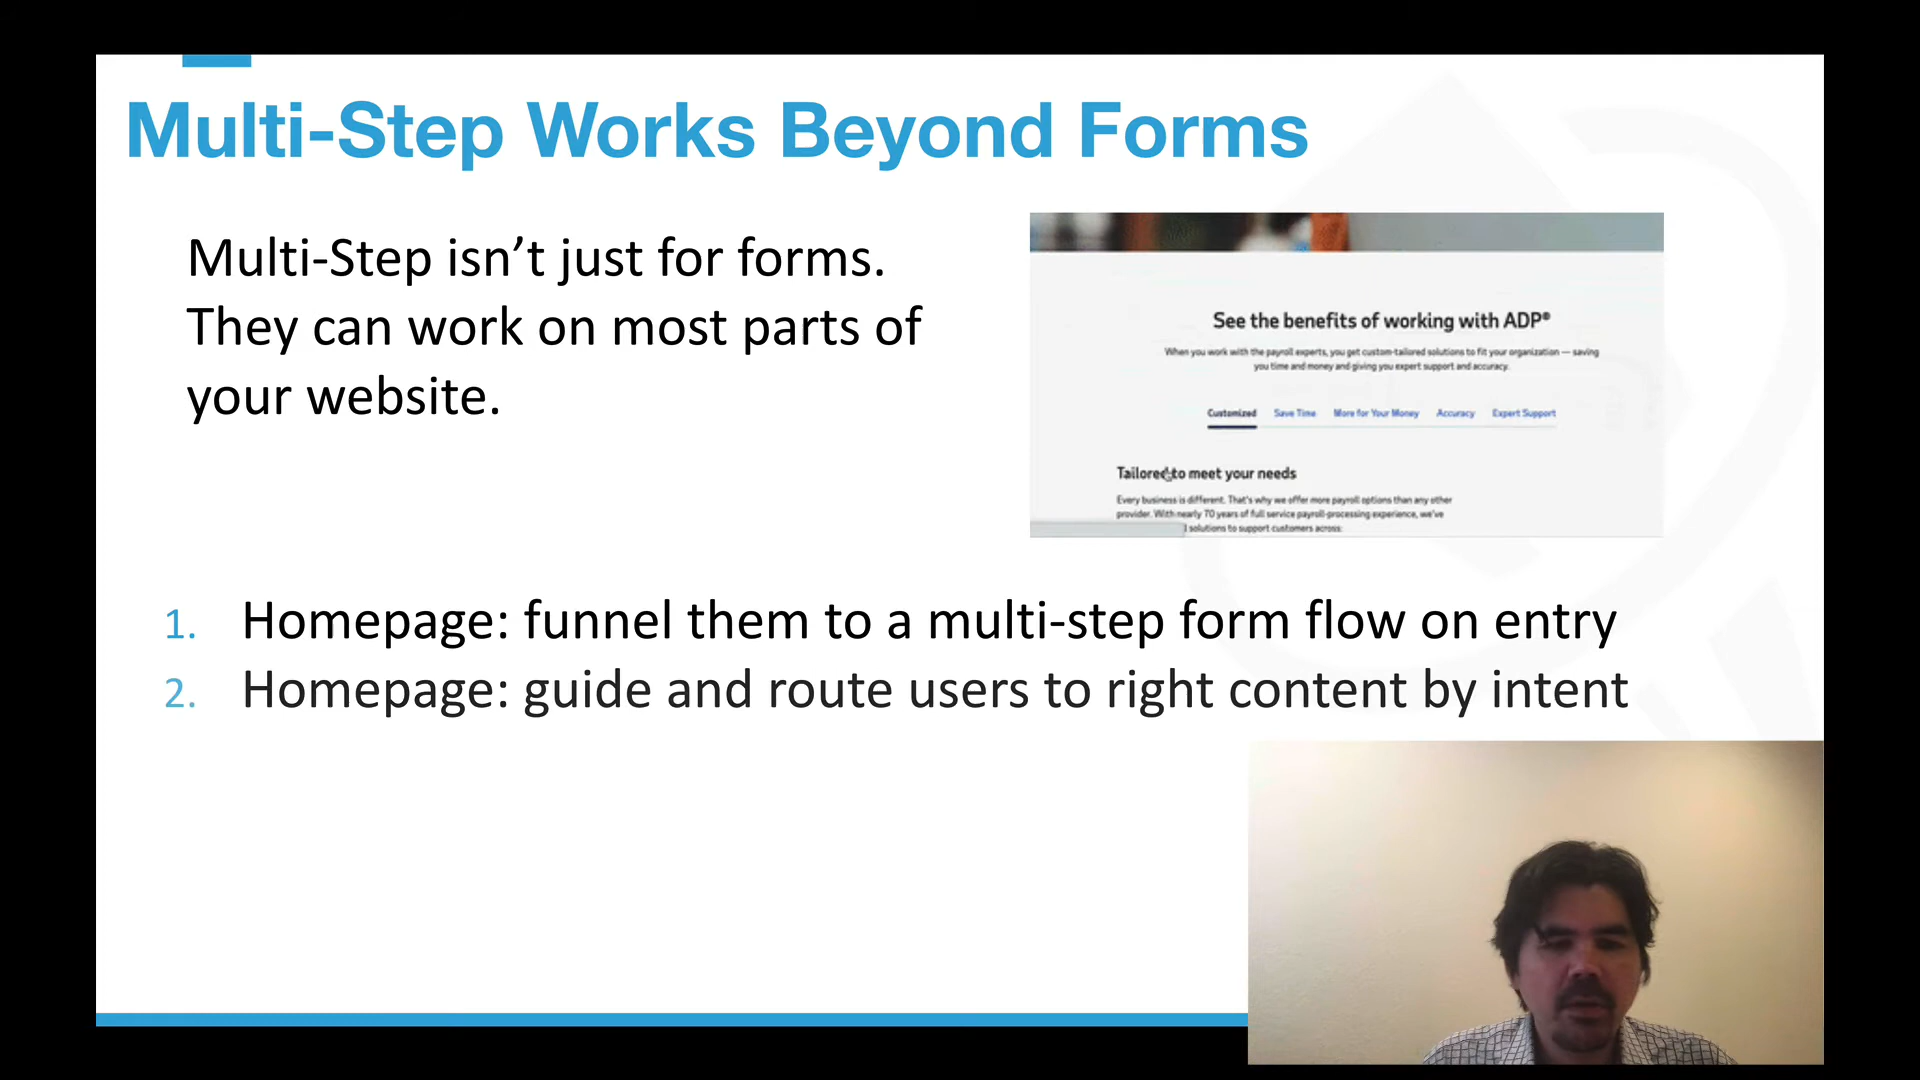 Multi-Step Works Beyond Forms
Multi-Step isn’t just for forms.
They can work on most parts of
your website.
See the benefits of working with ADP®
When you work with the payroll experts, you get custom-tailored solutions to fit your organization — saving
you time and money and giving you expert support and accuracy.
Customized Save Time More for Your Money Accuracy Expert Support
Tailored to meet your needs
Every business is different. That's why we offer more payroll options than any other
provider. With nearly 70 years of full service payroll-processing experience, we've
solutions to support customers across:
1. Homepage: funnel them to a multi-step form flow on entry
2. Homepage: guide and route users to right content by intent